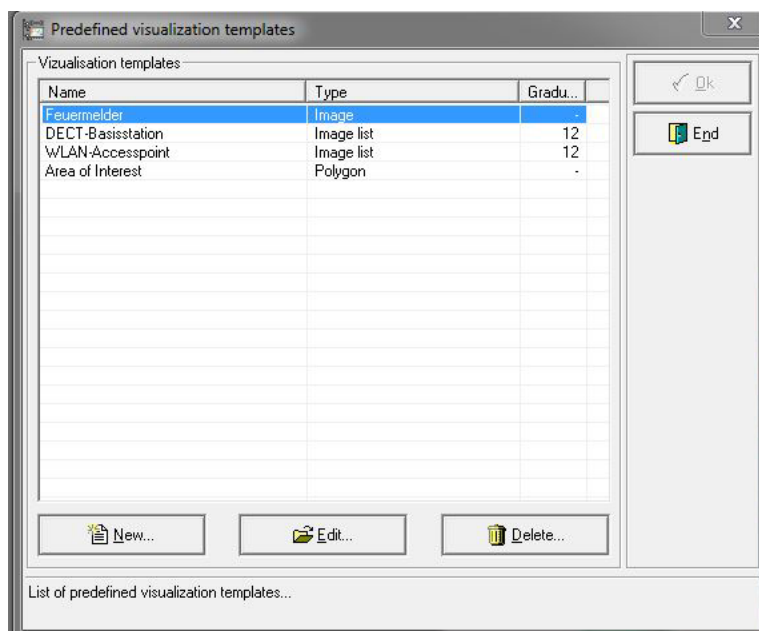 Predefined visualization templates
Vizualisation templates
Name Type Gradu...
Feuermelder Image -
DECT-Basisstation Image list 12
WLAN-Accesspoint Image list 12
Area of Interest Polygon -
Ok
End
New... Edit... Delete...
List of predefined visualization templates...